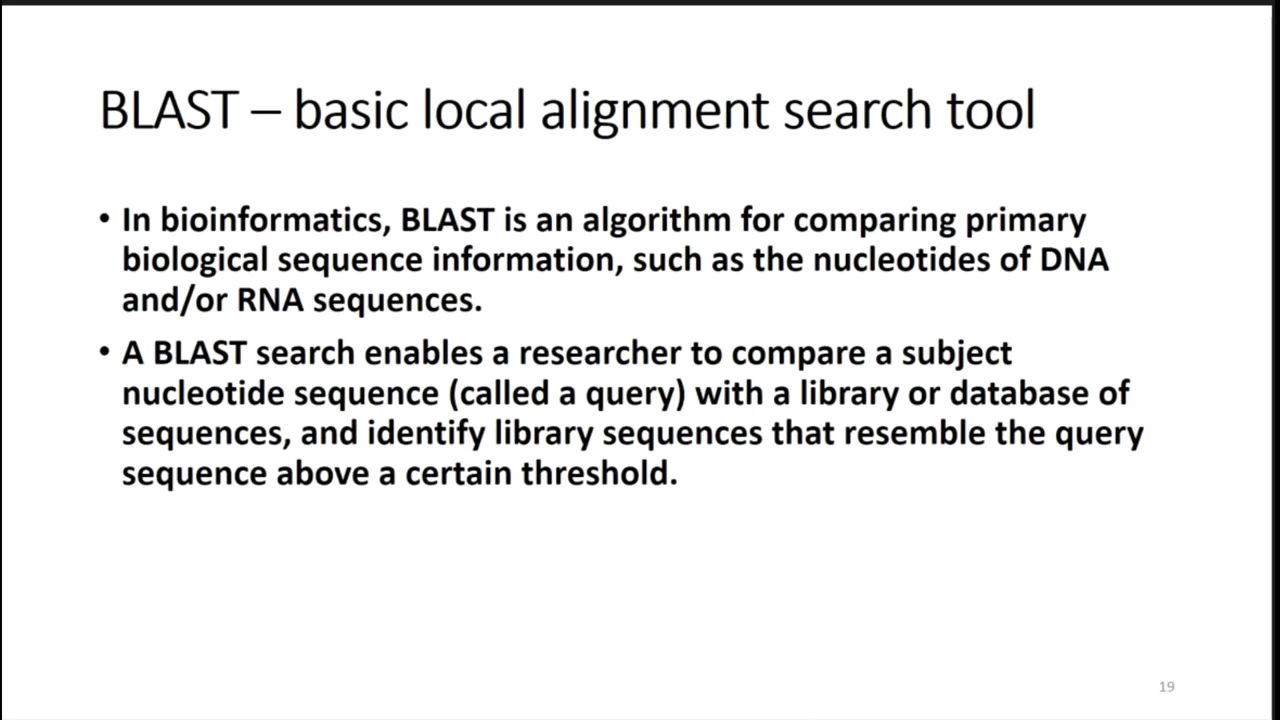 BLAST – basic local alignment search tool
• In bioinformatics, BLAST is an algorithm for comparing primary
biological sequence information, such as the nucleotides of DNA
and/or RNA sequences.
• A BLAST search enables a researcher to compare a subject
nucleotide sequence (called a query) with a library or database of
sequences, and identify library sequences that resemble the query
sequence above a certain threshold.
19